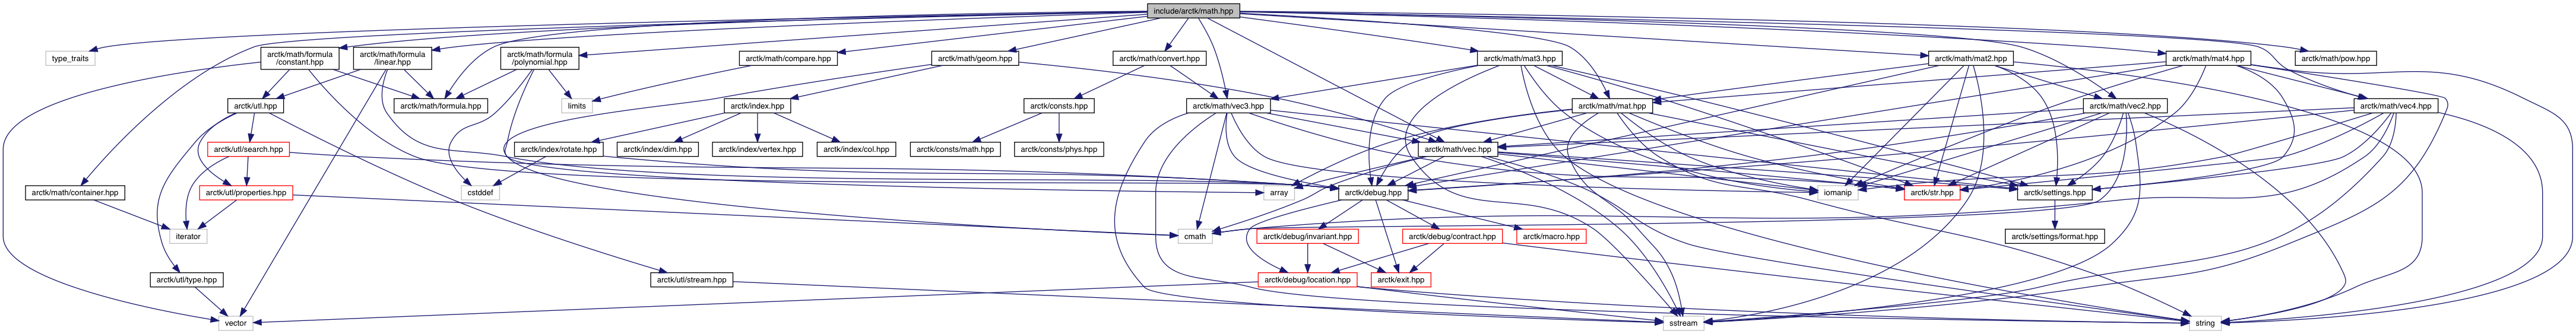 include/arctk/math.hpp
type_traits
arctk/math/formula
/constant.hpp
arctk/math/formula
/linear.hpp
arctk/math/formula
/polynomial.hpp
arctk/math/compare.hpp
arctk/math/geom.hpp
arctk/math/convert.hpp
arctk/math/mat3.hpp
arctk/math/mat2.hpp
arctk/math/mat4.hpp
arctk/math/pow.hpp
arctk/utl.hpp
arctk/math/formula.hpp
limits
arctk/index.hpp
arctk/consts.hpp
arctk/math/vec3.hpp
arctk/math/mat.hpp
arctk/math/vec2.hpp
arctk/math/vec4.hpp
arctk/utl/search.hpp
arctk/index/rotate.hpp
arctk/index/dim.hpp
arctk/index/vertex.hpp
arctk/index/col.hpp
arctk/consts/math.hpp
arctk/consts/phys.hpp
arctk/math/vec.hpp
arctk/math/container.hpp
arctk/utl/properties.hpp
cstddef
array
arctk/debug.hpp
iomanip
arctk/str.hpp
arctk/settings.hpp
iterator
cmath
arctk/debug/invariant.hpp
arctk/debug/contract.hpp
arctk/macro.hpp
arctk/settings/format.hpp
arctk/utl/type.hpp
arctk/utl/stream.hpp
arctk/debug/location.hpp
arctk/exit.hpp
vector
sstream
string